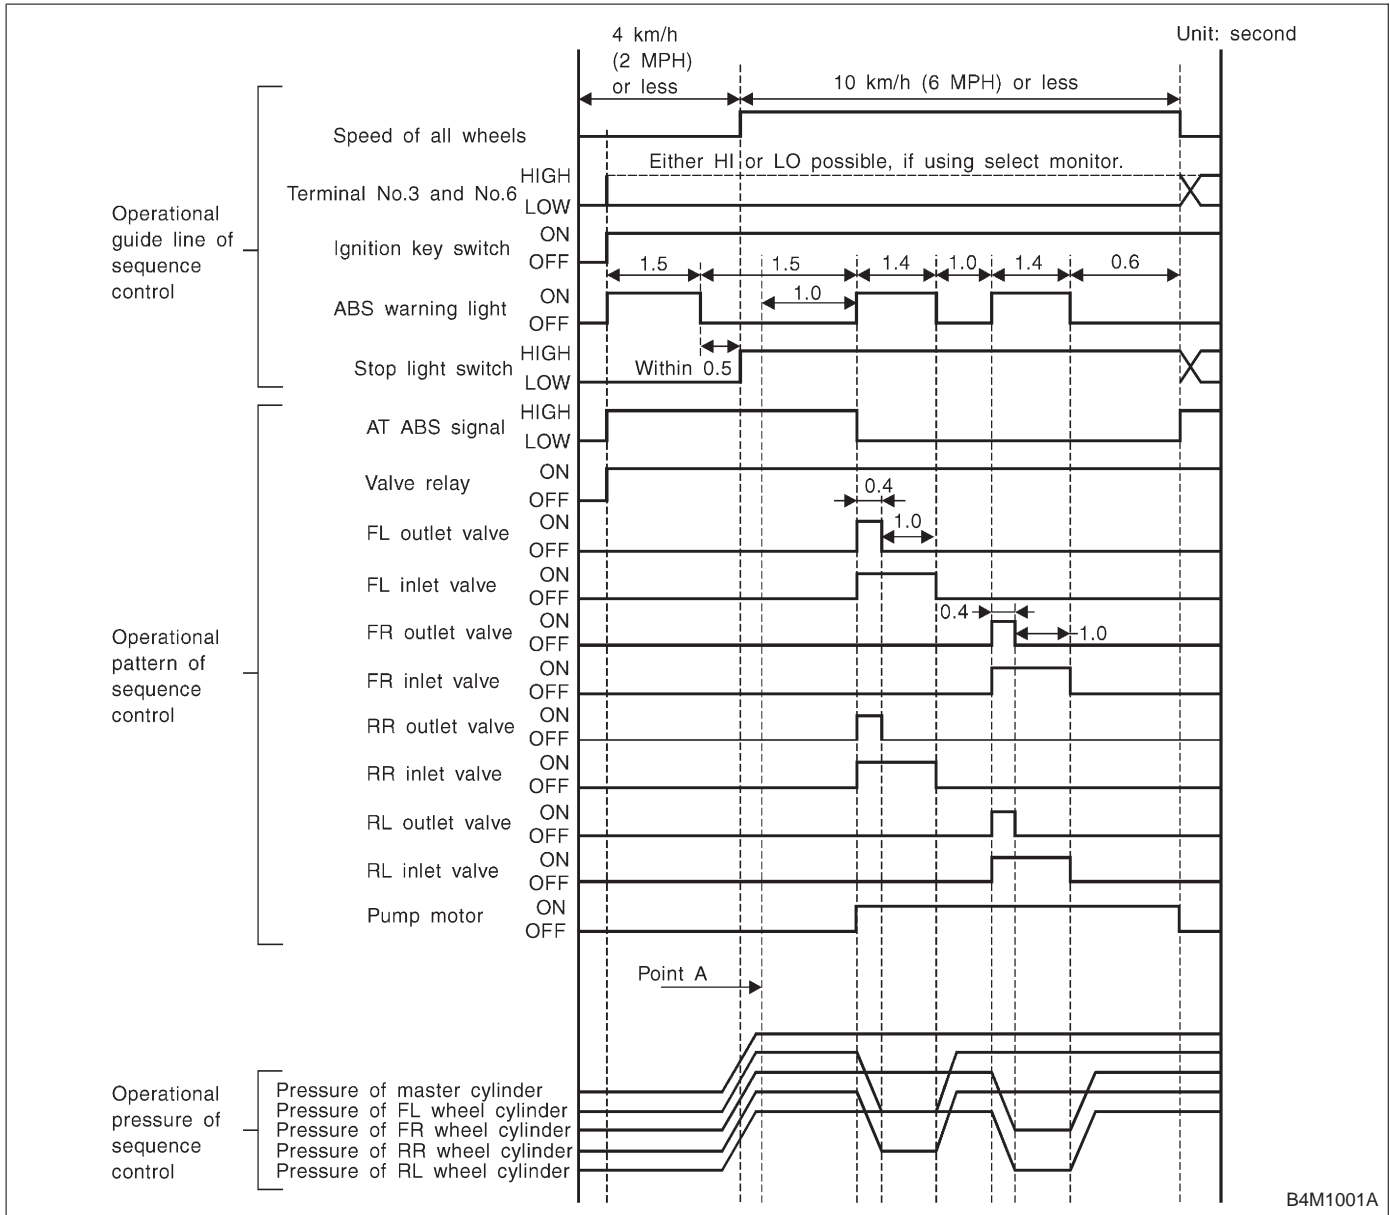 4 km/h
(2 MPH)
or less
Unit: second
10 km/h (6 MPH) or less
Speed of all wheels
Either HI or LO possible, if using select monitor.
Terminal No.3 and No.6
HIGH
LOW
Ignition key switch
ON
OFF
1.5
1.5
1.4
1.0
1.4
0.6
ABS warning light
ON
OFF
1.0
Stop light switch
HIGH
LOW
Within 0.5
Operational
guide line of
sequence
control
AT ABS signal
HIGH
LOW
Valve relay
ON
OFF
0.4
FL outlet valve
ON
OFF
1.0
FL inlet valve
ON
OFF
0.4
FR outlet valve
ON
OFF
1.0
FR inlet valve
ON
OFF
RR outlet valve
ON
OFF
RR inlet valve
ON
OFF
RL outlet valve
ON
OFF
RL inlet valve
ON
OFF
Pump motor
ON
OFF
Operational
pattern of
sequence
control
Point A
Operational
pressure of
sequence
control
Pressure of master cylinder
Pressure of FL wheel cylinder
Pressure of FR wheel cylinder
Pressure of RR wheel cylinder
Pressure of RL wheel cylinder
B4M1001A